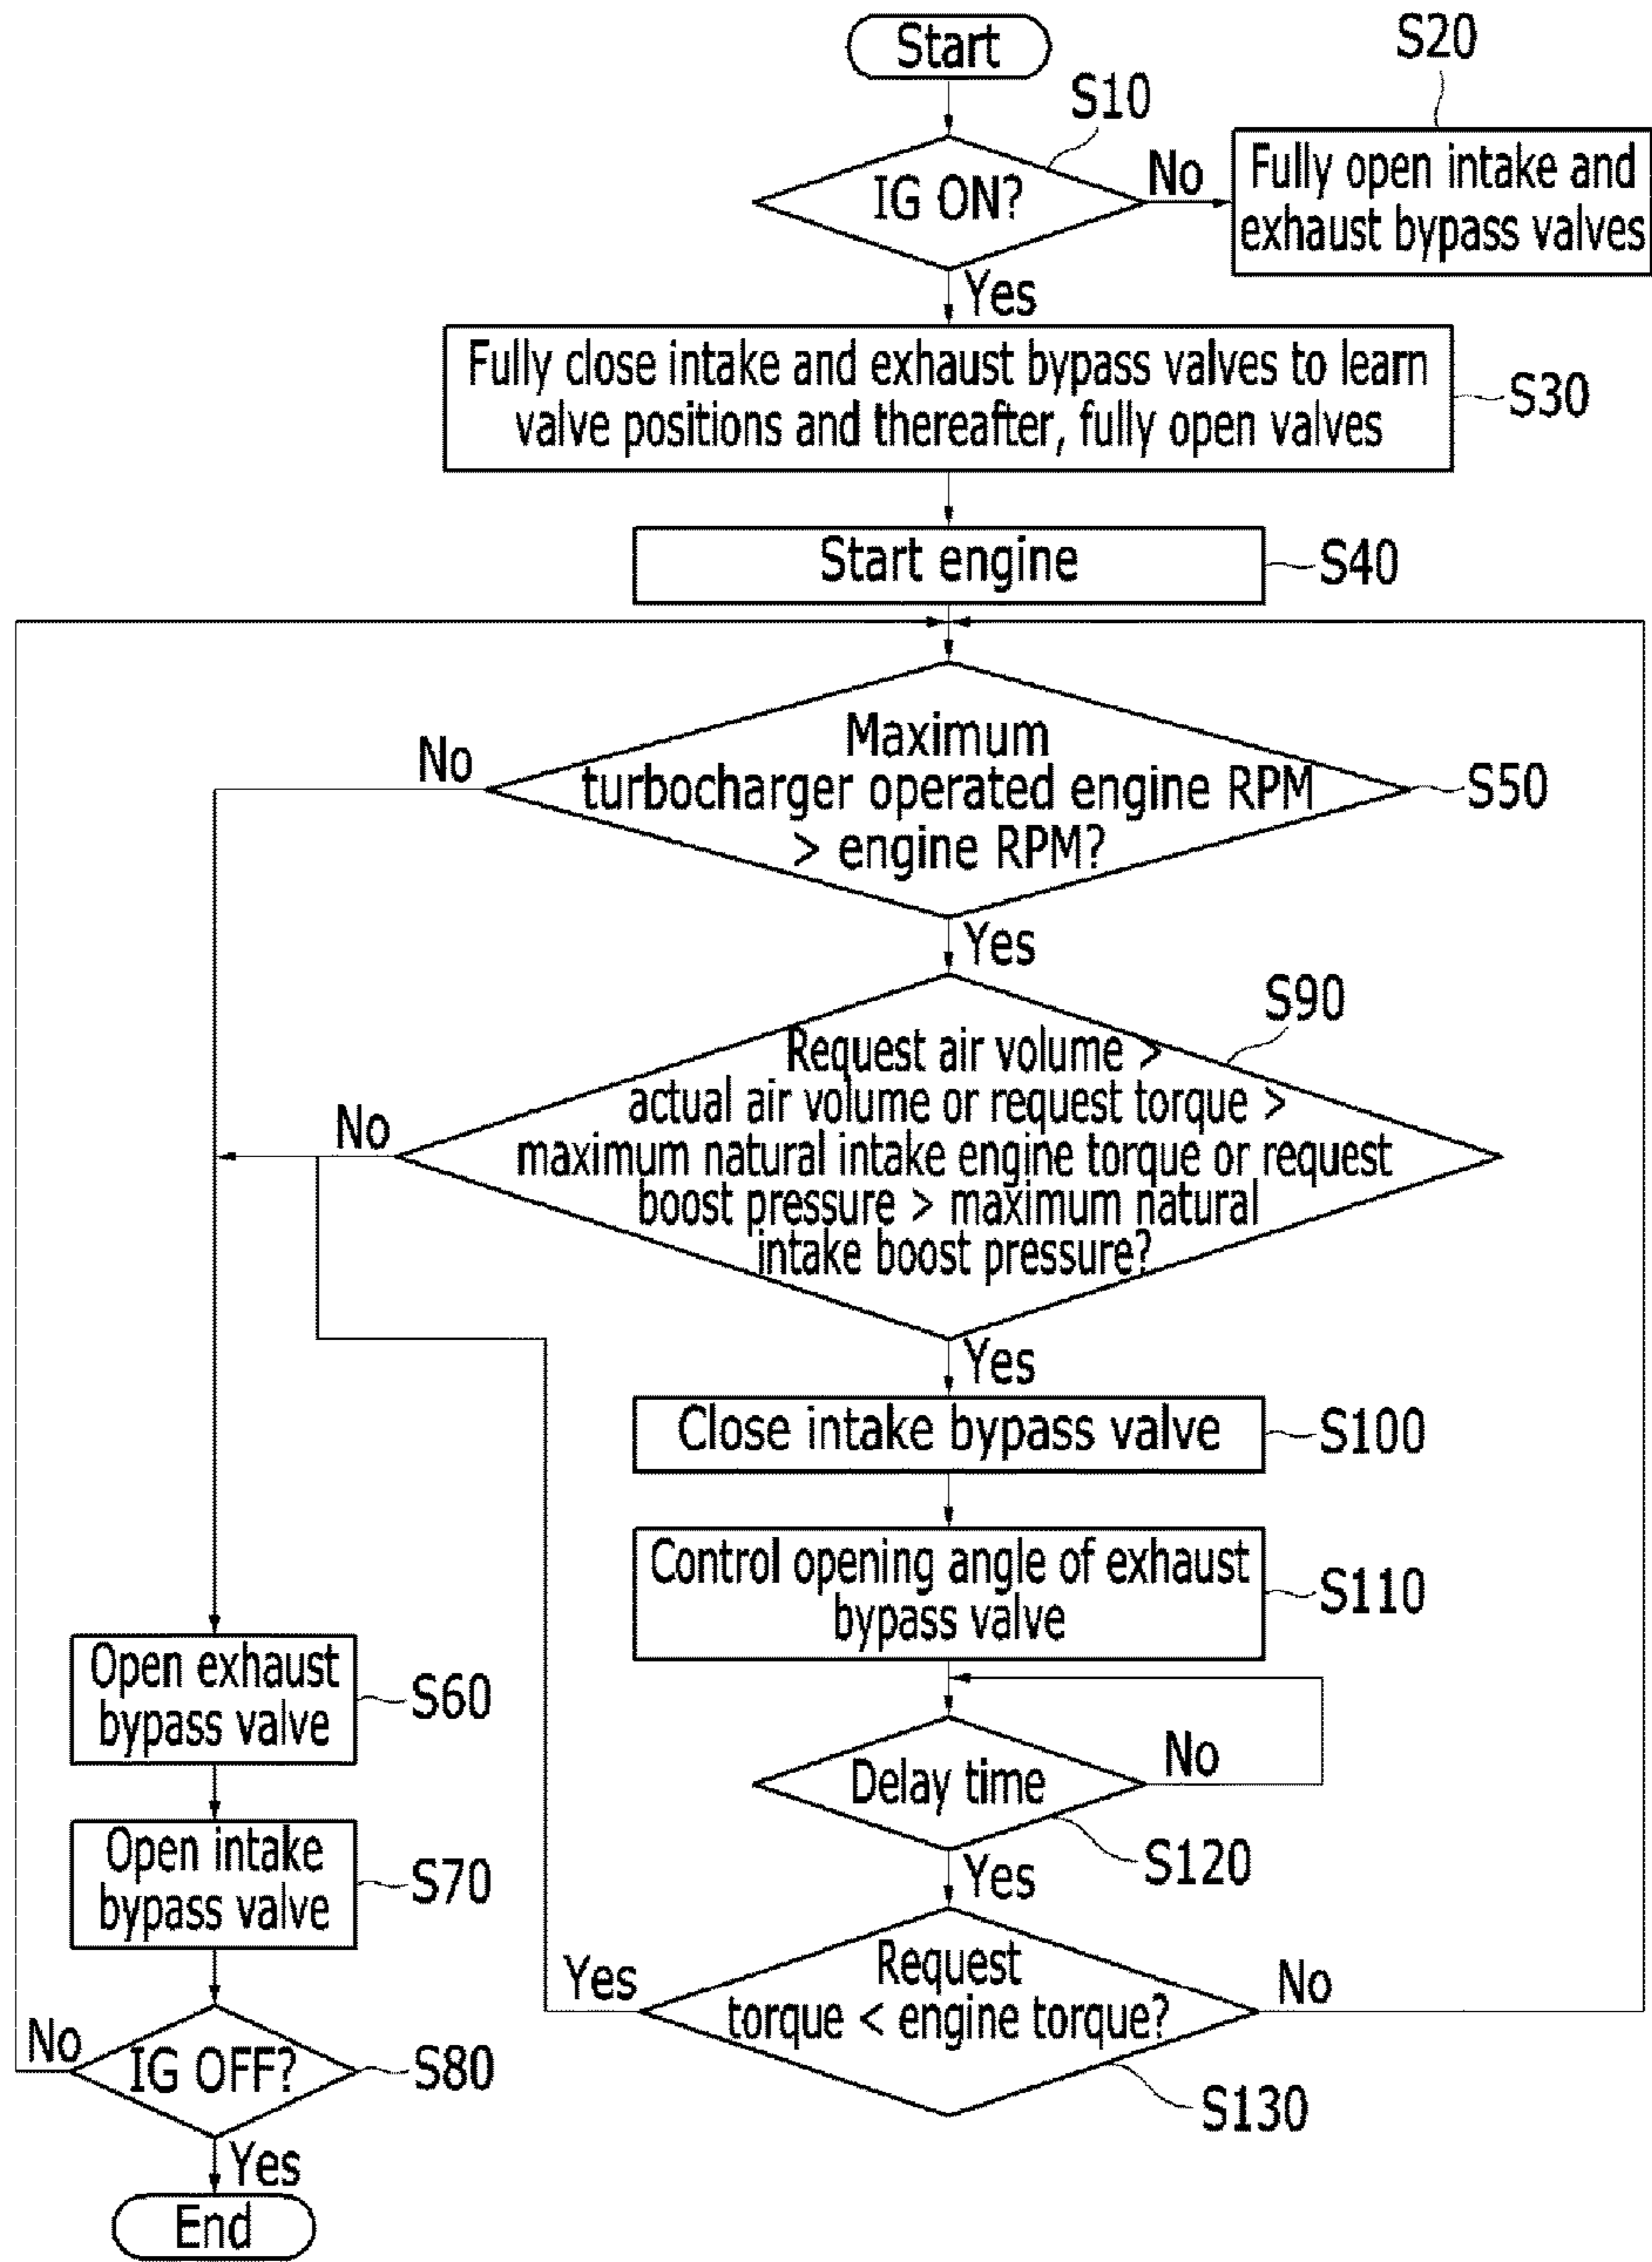 Start
S10
S20
IG ON?
No
Fully open intake and
exhaust bypass valves
Yes
Fully close intake and exhaust bypass valves to learn
valve positions and thereafter, fully open valves
S30
Start engine
S40
Maximum
turbocharger operated engine RPM
> engine RPM?
No
S50
Yes
S90
Request air volume >
actual air volume or request torque >
maximum natural intake engine torque or request
boost pressure > maximum natural
intake boost pressure?
No
Yes
Close intake bypass valve
S100
Control opening angle of exhaust
bypass valve
S110
Open exhaust
bypass valve
S60
Delay time
No
S120
Yes
Open intake
bypass valve
S70
Request
torque < engine torque?
Yes
No
S130
IG OFF?
No
S80
Yes
End